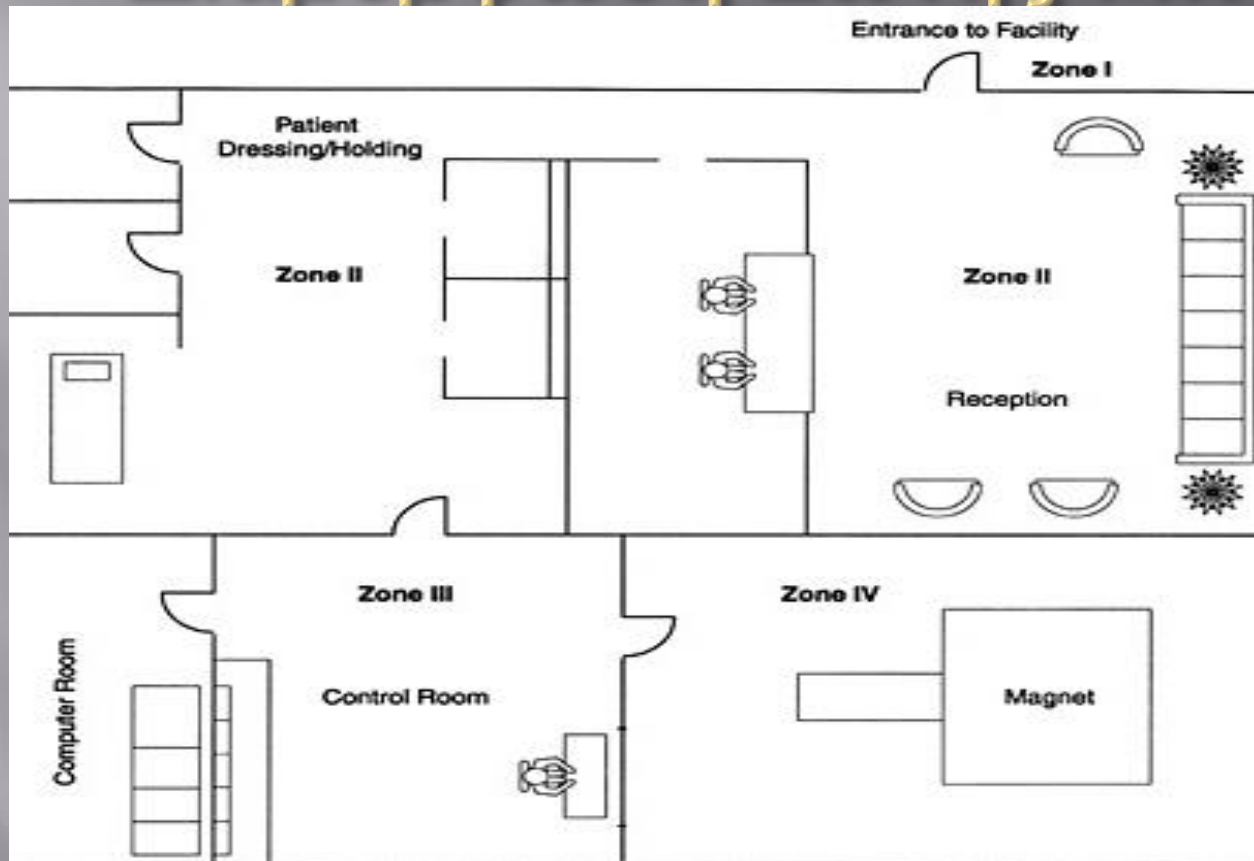 Entrance to Facility
Zone I
Patient
Dressing/Holding
Zone II
Zone II
Reception
Zone III
Zone IV
Computer Room
Control Room
Magnet